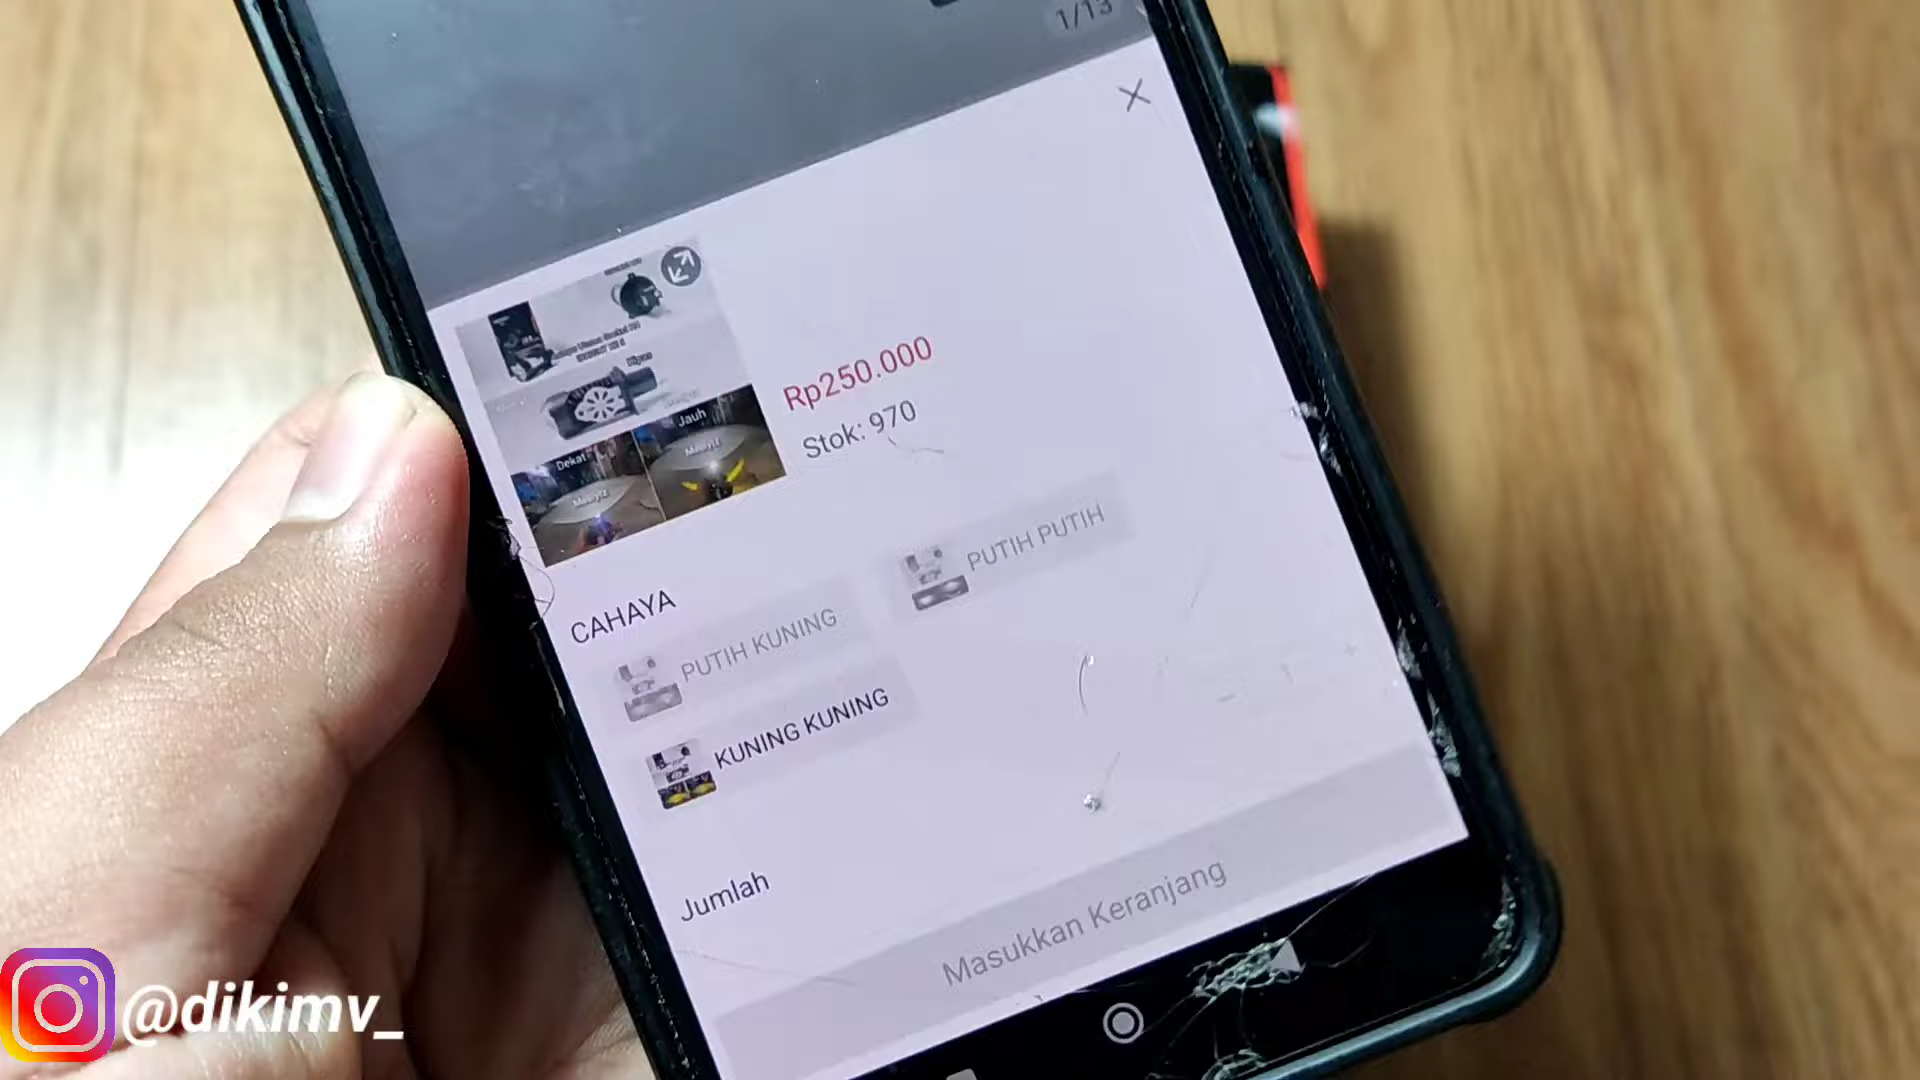 1/13
Rp250.000
Stok: 970
Dekat
Jauh
CAHAYA
PUTIH KUNING
PUTIH PUTIH
KUNING KUNING
Jumlah
Masukkan Keranjang
@dikimv_